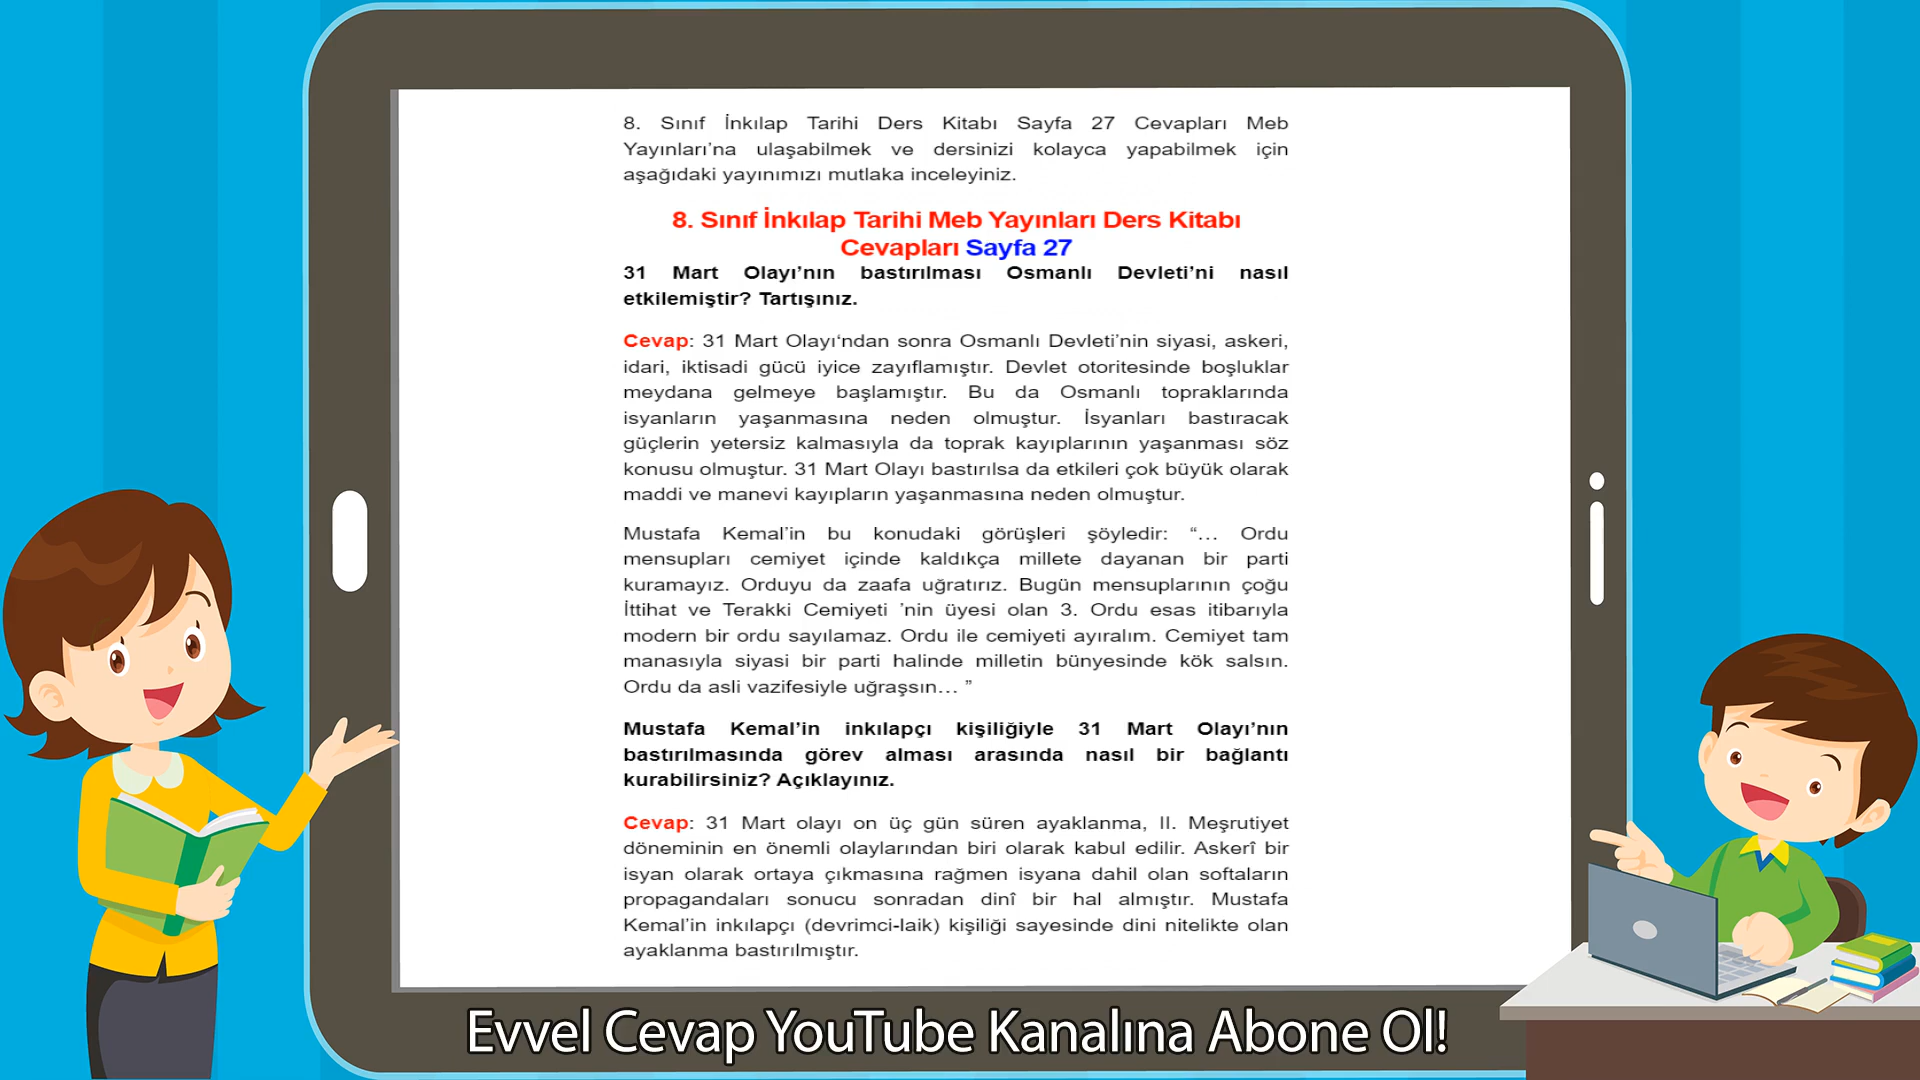 8. Sınıf İnkılap Tarihi Ders Kitabı Sayfa 27 Cevapları Meb
Yayınları’na ulaşabilmek ve dersinizi kolayca yapabilmek için
aşağıdaki yayınımızı mutlaka inceleyiniz.
8. Sınıf İnkılap Tarihi Meb Yayınları Ders Kitabı
Cevapları Sayfa 27
31 Mart Olayı’nın bastırılması Osmanlı Devleti’ni nasıl
etkilemiştir? Tartışınız.
Cevap: 31 Mart Olayı‘ndan sonra Osmanlı Devleti’nin siyasi, askeri,
idari, iktisadi gücü iyice zayıflamıştır. Devlet otoritesinde boşluklar
meydana gelmeye başlamıştır. Bu da Osmanlı topraklarında
isyanların yaşanmasına neden olmuştur. İsyanları bastıracak
güçlerin yetersiz kalmasıyla da toprak kayıplarının yaşanması söz
konusu olmuştur. 31 Mart Olayı bastırılsa da etkileri çok büyük olarak
maddi ve manevi kayıpların yaşanmasına neden olmuştur.
Mustafa Kemal’in bu konudaki görüşleri şöyledir: “… Ordu
mensupları cemiyet içinde kaldıkça millete dayanan bir parti
kuramayız. Orduyu da zaafa uğratırız. Bugün mensuplarının çoğu
İttihat ve Terakki Cemiyeti ’nin üyesi olan 3. Ordu esas itibarıyla
modern bir ordu sayılamaz. Ordu ile cemiyeti ayıralım. Cemiyet tam
manasıyla siyasi bir parti halinde milletin bünyesinde kök salsın.
Ordu da asli vazifesiyle uğraşsın… ”
Mustafa Kemal’in inkılapçı kişiliğiyle 31 Mart Olayı’nın
bastırılmasında görev alması arasında nasıl bir bağlantı
kurabilirsiniz? Açıklayınız.
Cevap: 31 Mart olayı on üç gün süren ayaklanma, II. Meşrutiyet
döneminin en önemli olaylarından biri olarak kabul edilir. Askerî bir
isyan olarak ortaya çıkmasına rağmen isyana dahil olan softaların
propagandaları sonucu sonradan dinî bir hal almıştır. Mustafa
Kemal’in inkılapçı (devrimci-laik) kişiliği sayesinde dini nitelikte olan
ayaklanma bastırılmıştır.
Evvel Cevap YouTube Kanalına Abone Ol!